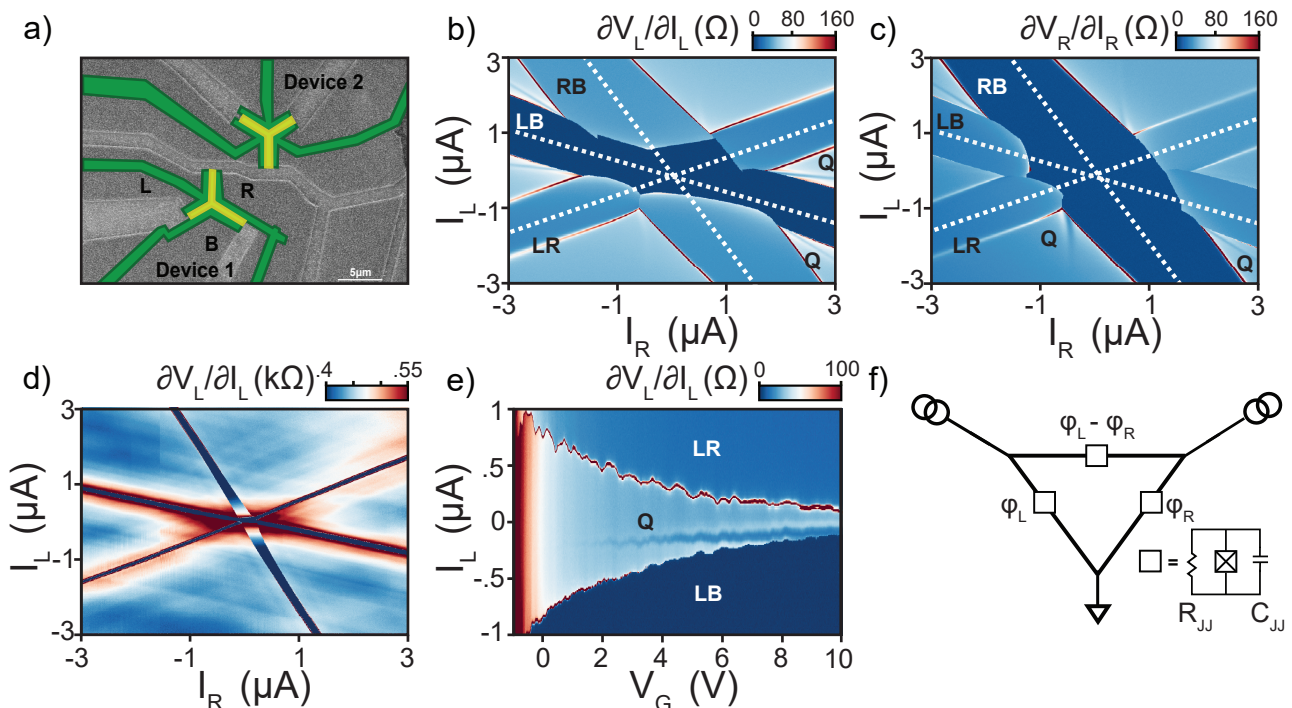 a)
Device 2
L
R
B
Device 1
5µm
b)
∂V_L/∂I_L (Ω)
0 80 160
3
1
-1
-3
I_L (µA)
RB
LB
LR
Q
Q
-3 -1 1 3
I_R (µA)
c)
∂V_R/∂I_R (Ω)
0 80 160
3
1
-1
-3
I_L (µA)
RB
LB
LR
Q
Q
-3 -1 1 3
I_R (µA)
d)
∂V_L/∂I_L (kΩ)
.4 .55
3
1
-1
-3
I_L (µA)
-3 -1 1 3
I_R (µA)
e)
∂V_L/∂I_L (Ω)
0 100
1
.5
0
-.5
-1
I_L (µA)
LR
Q
LB
0 2 4 6 8 10
V_G (V)
f)
φ_L - φ_R
φ_L
φ_R
=
R_JJ
C_JJ